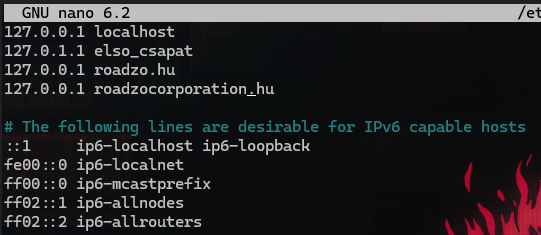 GNU nano 6.2 /et
127.0.0.1 localhost
127.0.1.1 elso_csapat
127.0.0.1 roadzo.hu
127.0.0.1 roadzocorporation.hu
# The following lines are desirable for IPv6 capable hosts
::1 ip6-localhost ip6-loopback
fe00::0 ip6-localnet
ff00::0 ip6-mcastprefix
ff02::1 ip6-allnodes
ff02::2 ip6-allrouters